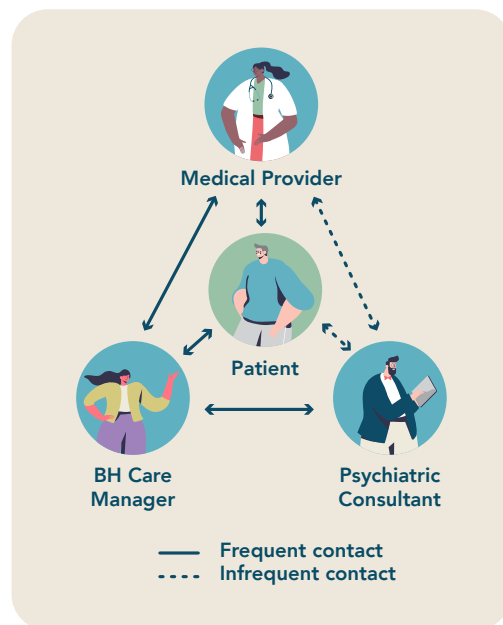 Medical Provider
Patient
BH Care
Manager
Psychiatric
Consultant
Frequent contact
Infrequent contact